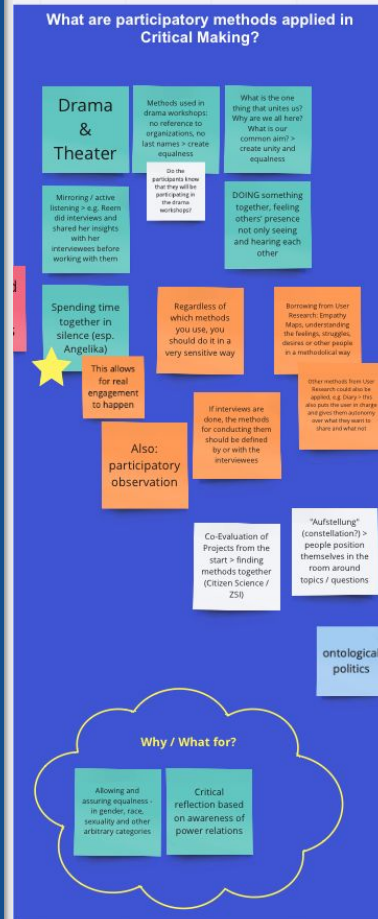 What are participatory methods applied in
Critical Making?
Drama
&
Theater
Methods used in
drama workshops:
no reference to
organizations, no
last names > create
equalness
What is the one
thing that unites us?
Why are we all here?
What is our
common aim? >
create unity and
equalness
Do the
participants know
that they will be
participating in
the drama
workshops?
Mirroring / active
listening > e.g. Reem
did interviews and
shared her insights
with her
interviewees before
working with them
DOING something
together, feeling
others' presence
not only seeing
and hearing each
other
Spending time
together in
silence (esp.
Angelika)
This allows
for real
engagement
to happen
Regardless of
which methods
you use, you
should do it in a
very sensitive way
Borrowing from User
Research: Empathy
Maps, understanding
the feelings, struggles,
desires or other people
in a methodolical way
Other methods from User
Research could also be
applied, e.g. Diary > this
also puts the user in charge
and gives them autonomy
over what they want to
share and what not
Also:
participatory
observation
If interviews are
done, the methods
for conducting them
should be defined
by or with the
interviewees
Co-Evaluation of
Projects from the
start > finding
methods together
(Citizen Science /
ZSI)
"Aufstellung"
(constellation?) >
people position
themselves in the
room around
topics / questions
ontological
politics
Why / What for?
Allowing and
assuring equalness -
in gender, race,
sexuality and other
arbitrary categories
Critical
reflection based
on awareness of
power relations